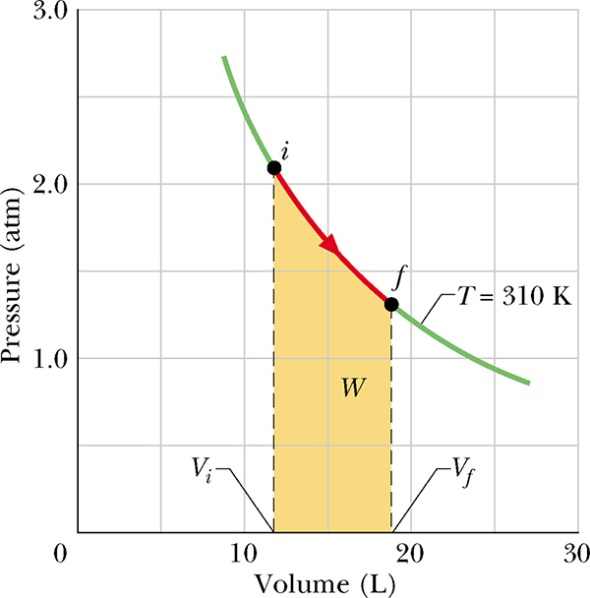 3.0
i
2.0
f
T = 310 K
Pressure (atm)
1.0
W
V_i
V_f
0
10
20
30
Volume (L)